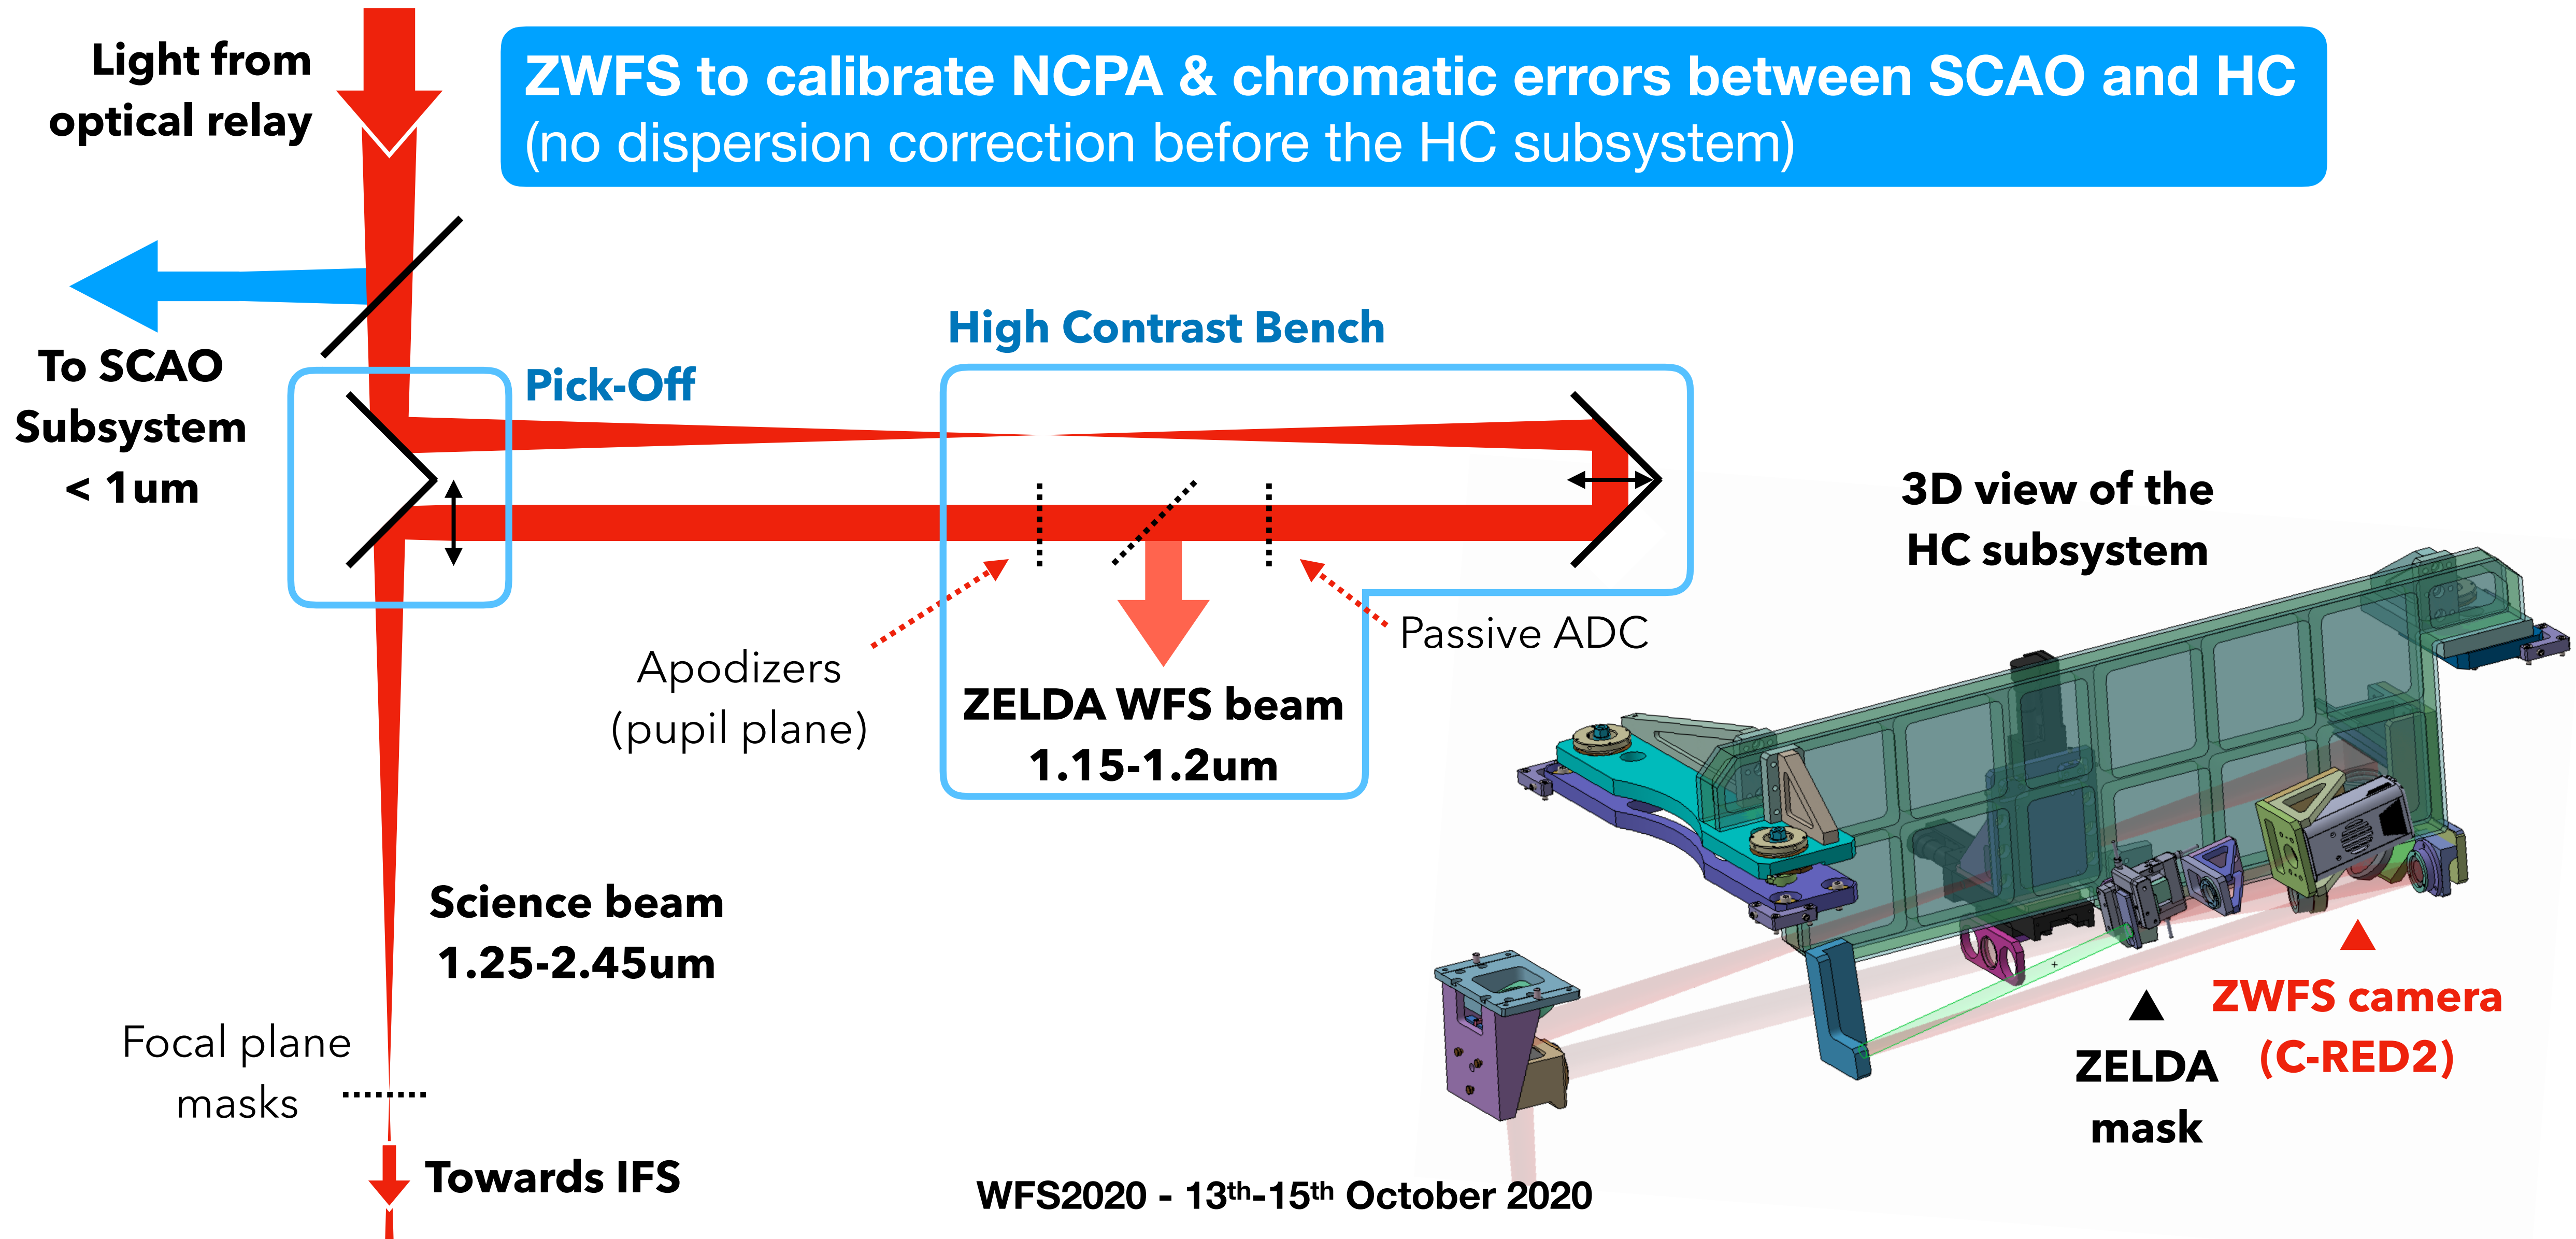 Light from
optical relay
ZWFS to calibrate NCPA & chromatic errors between SCAO and HC
(no dispersion correction before the HC subsystem)
To SCAO
Subsystem
< 1um
Pick-Off
High Contrast Bench
Apodizers
(pupil plane)
ZELDA WFS beam
1.15-1.2um
Passive ADC
3D view of the
HC subsystem
Science beam
1.25-2.45um
Focal plane
masks
Towards IFS
ZELDA
mask
ZWFS camera
(C-RED2)
WFS2020 - 13th-15th October 2020